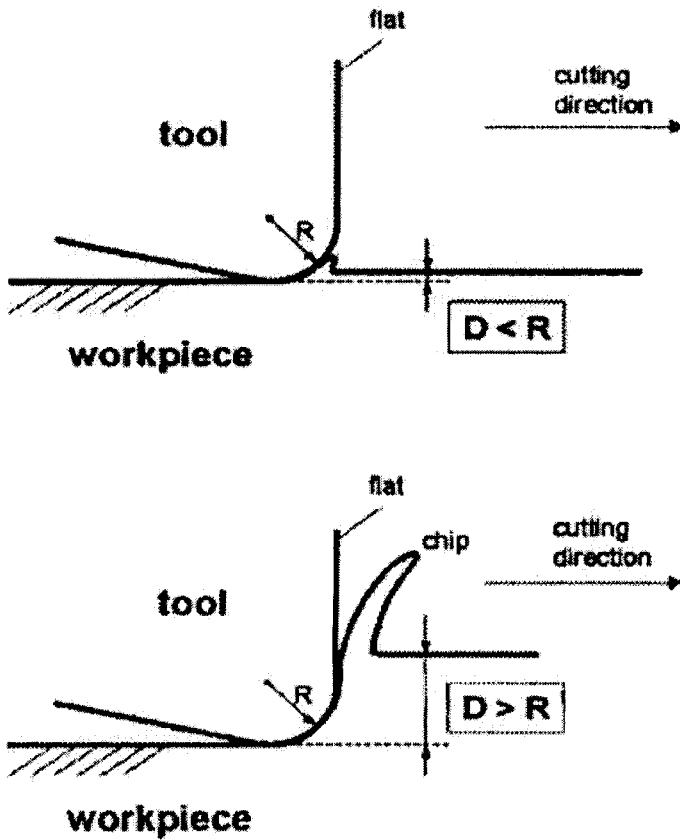 flat
cutting
direction
tool
R
D < R
workpiece
flat
chip
cutting
direction
tool
R
D > R
workpiece